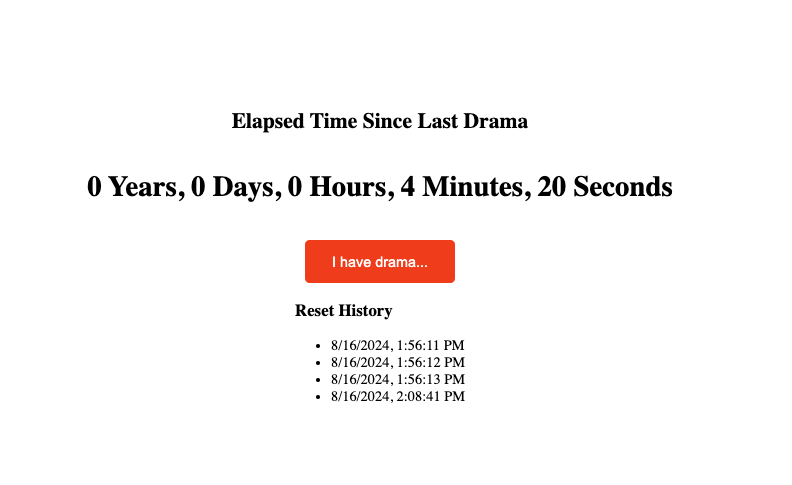 Elapsed Time Since Last Drama
0 Years, 0 Days, 0 Hours, 4 Minutes, 20 Seconds
I have drama...
Reset History
• 8/16/2024, 1:56:11 PM
• 8/16/2024, 1:56:12 PM
• 8/16/2024, 1:56:13 PM
• 8/16/2024, 2:08:41 PM